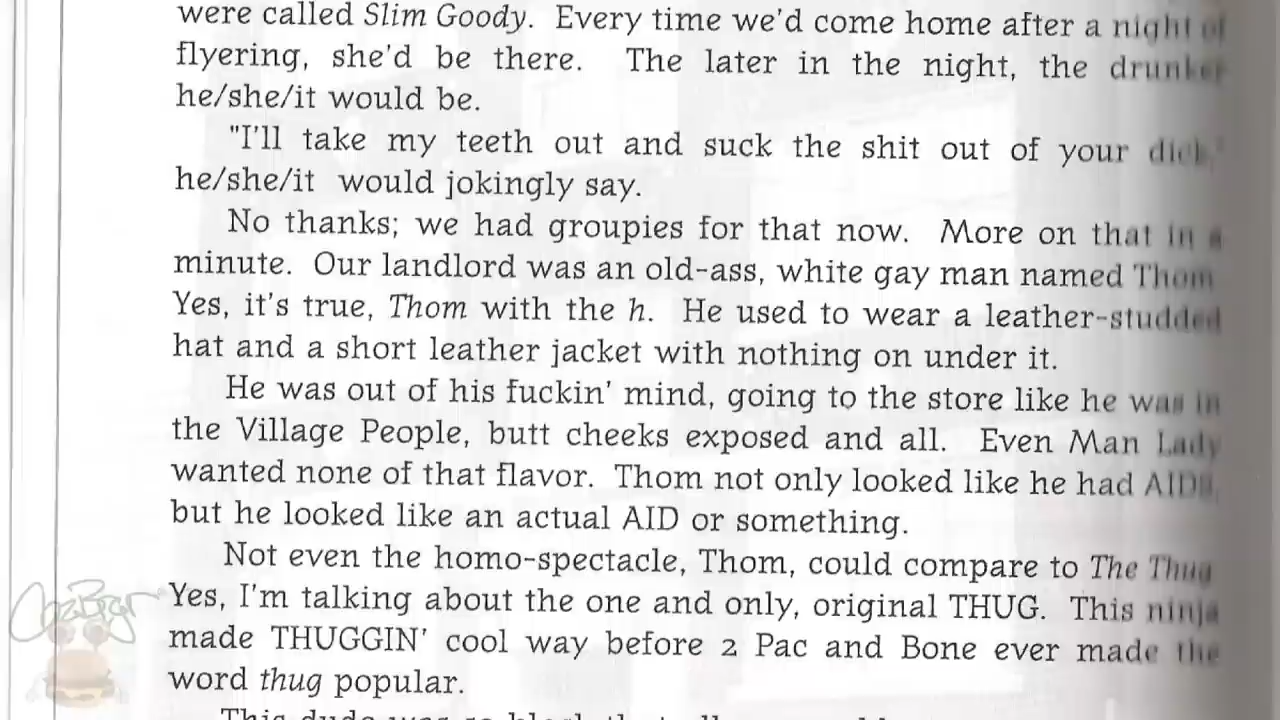 were called Slim Goody.  Every time we'd come home after a night of
flyering, she'd be there.  The later in the night, the drunker
he/she/it would be.
"I'll take my teeth out and suck the shit out of your dick,"
he/she/it  would jokingly say.
No thanks; we had groupies for that now.  More on that in a
minute.  Our landlord was an old-ass, white gay man named Thom
Yes, it's true, Thom with the h.  He used to wear a leather-studded
hat and a short leather jacket with nothing on under it.
He was out of his fuckin' mind, going to the store like he was in
the Village People, butt cheeks exposed and all.  Even Man Lady
wanted none of that flavor.  Thom not only looked like he had AIDS,
but he looked like an actual AID or something.
Not even the homo-spectacle, Thom, could compare to The Thug
Yes, I'm talking about the one and only, original THUG.  This ninja
made THUGGIN' cool way before 2 Pac and Bone ever made the
word thug popular.